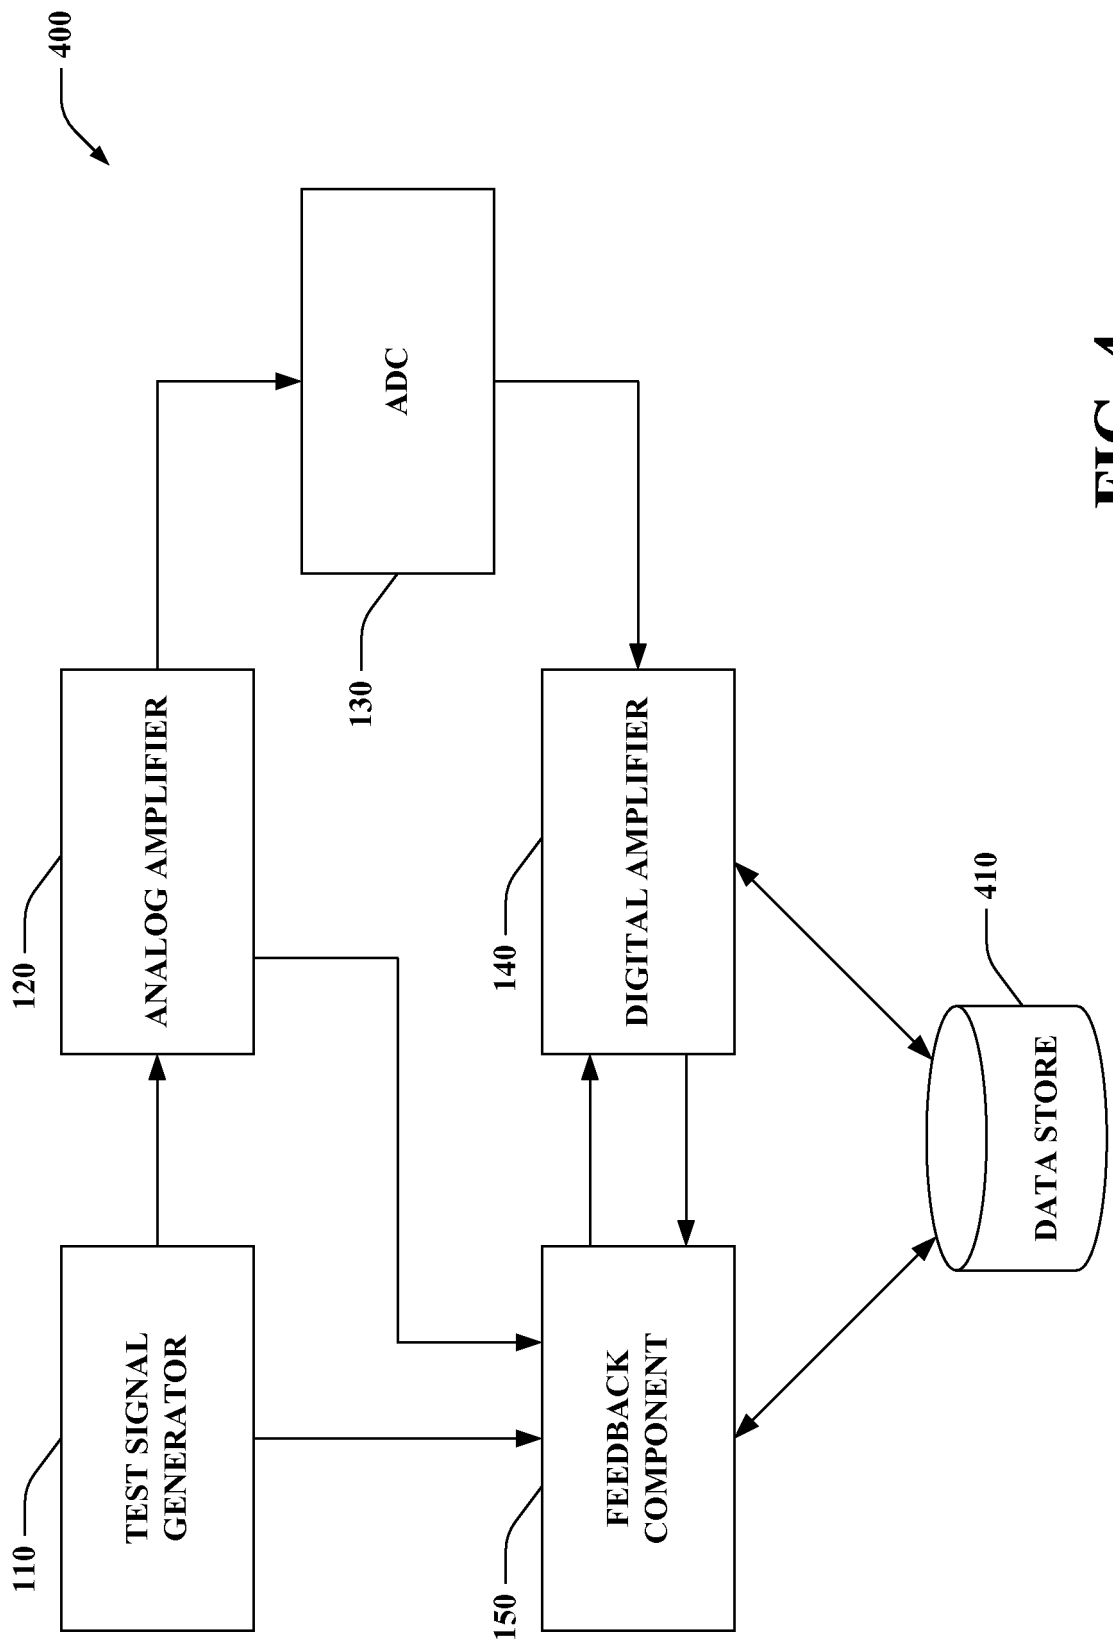 400
110
TEST SIGNAL
GENERATOR
120
ANALOG AMPLIFIER
130
ADC
150
FEEDBACK
COMPONENT
140
DIGITAL AMPLIFIER
410
DATA STORE
FIG. 4